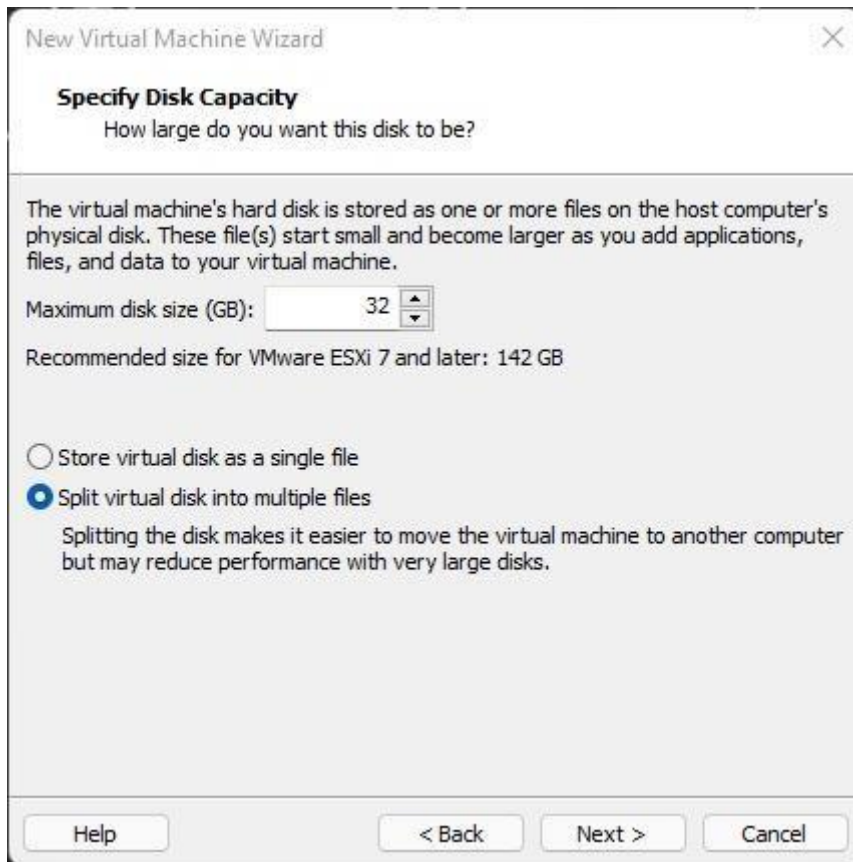 New Virtual Machine Wizard
Specify Disk Capacity
How large do you want this disk to be?
The virtual machine's hard disk is stored as one or more files on the host computer's
physical disk. These file(s) start small and become larger as you add applications,
files, and data to your virtual machine.
Maximum disk size (GB): 32
Recommended size for VMware ESXi 7 and later: 142 GB
Store virtual disk as a single file
Split virtual disk into multiple files
Splitting the disk makes it easier to move the virtual machine to another computer
but may reduce performance with very large disks.
Help < Back Next > Cancel